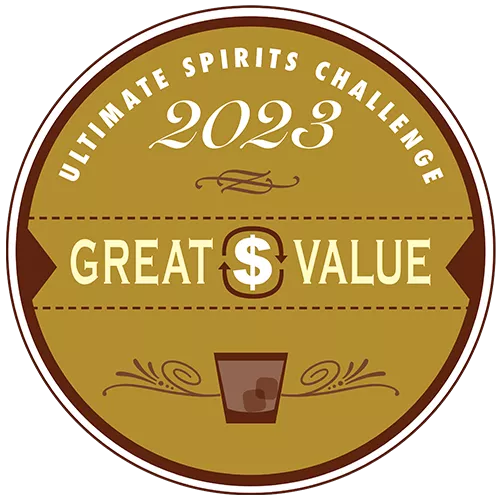 ULTIMATE SPIRITS CHALLENGE
2023
GREAT $ VALUE